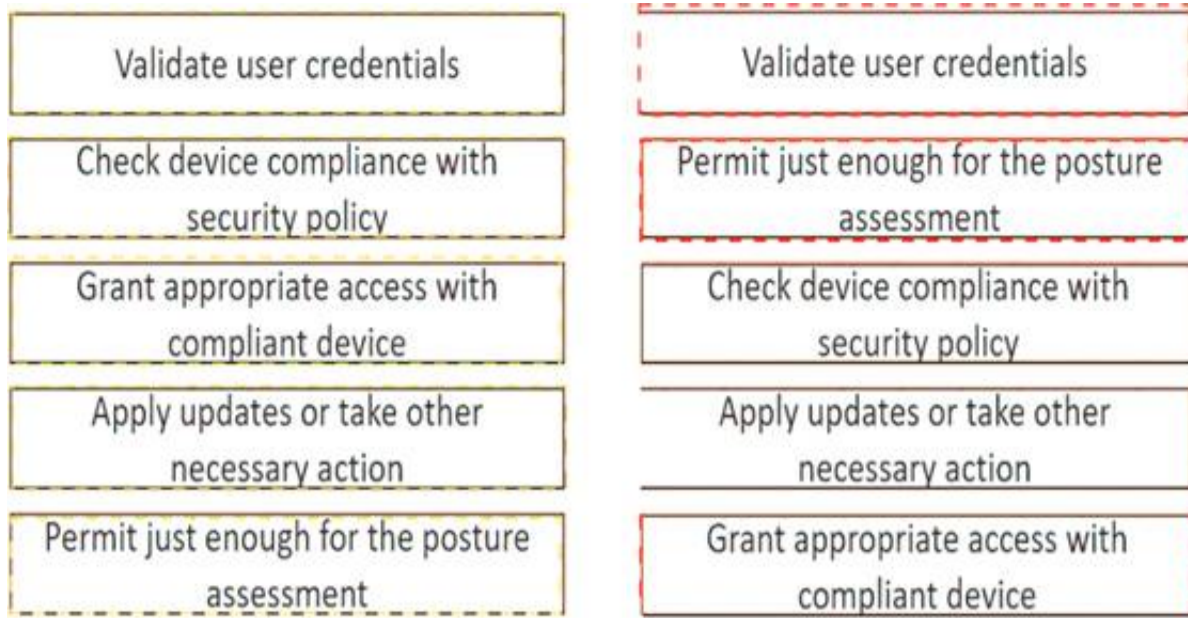 Validate user credentials
Check device compliance with
security policy
Grant appropriate access with
compliant device
Apply updates or take other
necessary action
Permit just enough for the posture
assessment
Validate user credentials
Permit just enough for the posture
assessment
Check device compliance with
security policy
Apply updates or take other
necessary action
Grant appropriate access with
compliant device